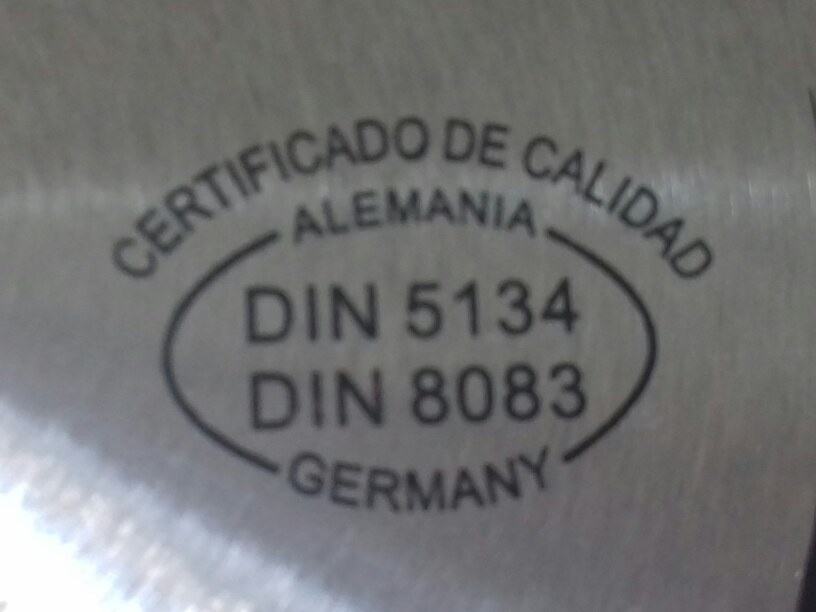 CERTIFICADO DE CALIDAD
ALEMANIA
DIN 5134
DIN 8083
GERMANY